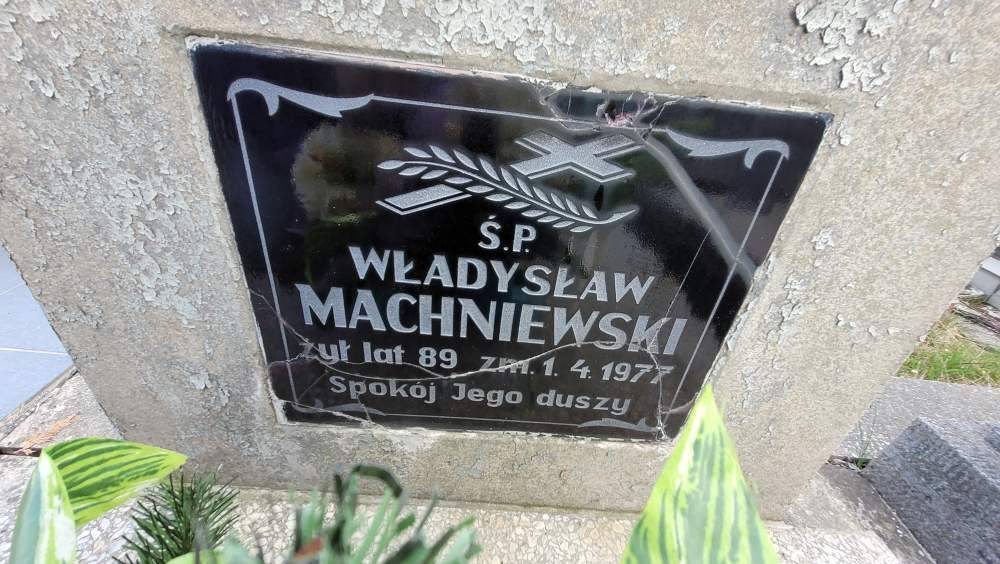 Ś.P.
WŁADYSŁAW
MACHNIEWSKI
żył lat 89 zm. 1. 4. 1977
Spokój Jego duszy